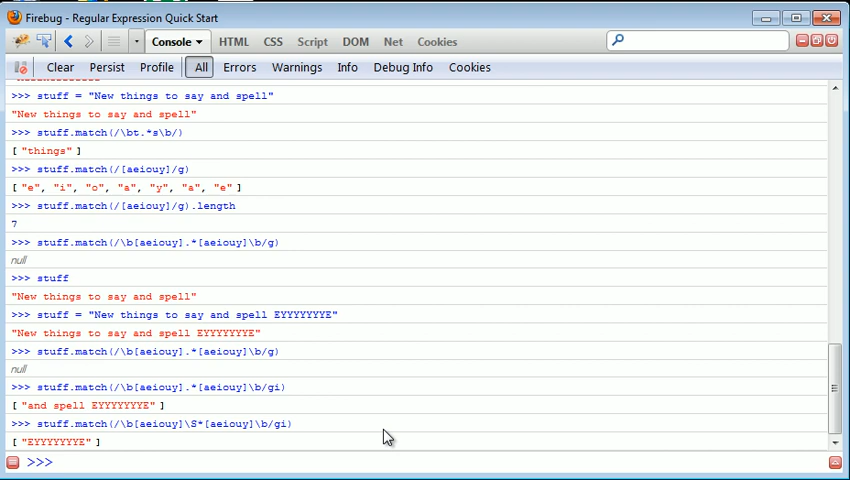 Firebug - Regular Expression Quick Start
Console HTML CSS Script DOM Net Cookies
Clear Persist Profile All Errors Warnings Info Debug Info Cookies
>>> stuff = "New things to say and spell"
"New things to say and spell"
>>> stuff.match(/\bt.*s\b/)
["things"]
>>> stuff.match(/[aeiouy]/g)
["e", "i", "o", "a", "y", "a", "e"]
>>> stuff.match(/[aeiouy]/g).length
7
>>> stuff.match(/\b[aeiouy].*[aeiouy]\b/g)
null
>>> stuff
"New things to say and spell"
>>> stuff = "New things to say and spell EYYYYYYYE"
"New things to say and spell EYYYYYYYE"
>>> stuff.match(/\b[aeiouy].*[aeiouy]\b/g)
null
>>> stuff.match(/\b[aeiouy].*[aeiouy]\b/gi)
["and spell EYYYYYYYE"]
>>> stuff.match(/\b[aeiouy]\S*[aeiouy]\b/gi)
["EYYYYYYYE"]
>>>